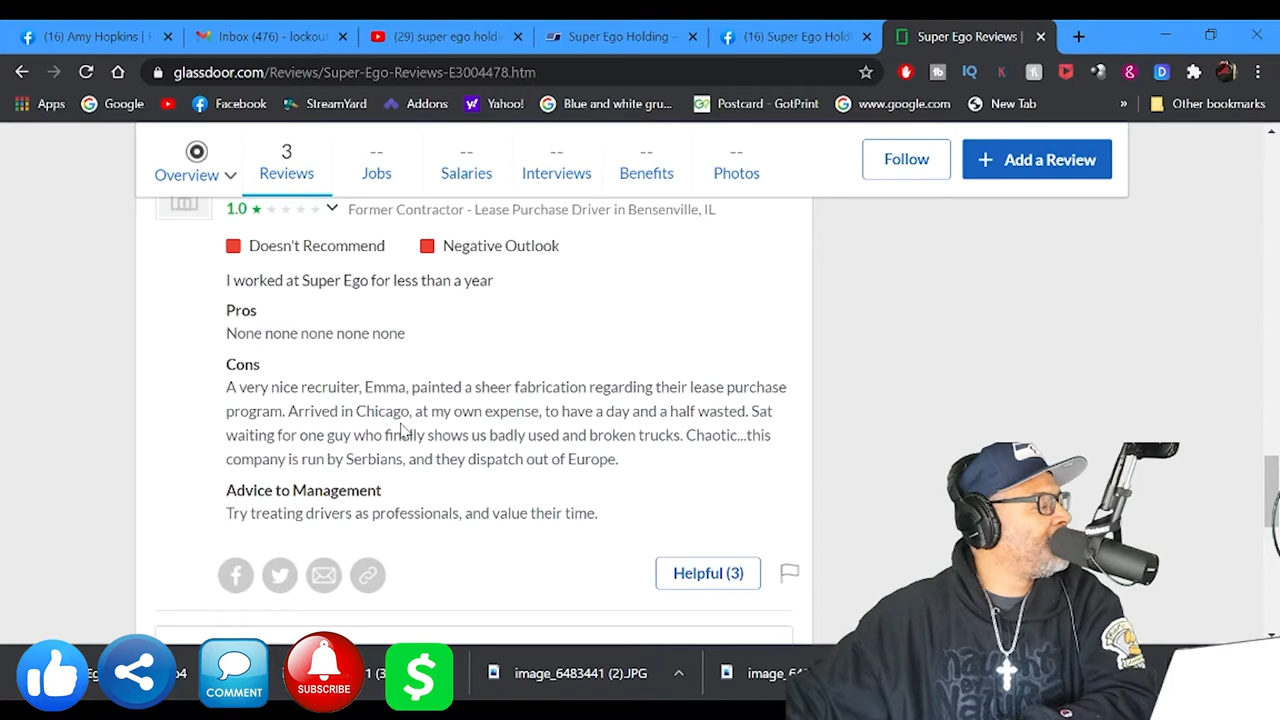 (16) Amy Hopkins |
Inbox (476) - lockout
(29) super ego hold
Super Ego Holding -
(16) Super Ego Hold
Super Ego Reviews |
glassdoor.com/Reviews/Super-Ego-Reviews-E3004478.htm
Apps
Google
Facebook
StreamYard
Addons
Yahoo!
Blue and white gru...
Postcard - GotPrint
www.google.com
New Tab
»
Other bookmarks
Overview
3
Reviews
--
Jobs
--
Salaries
--
Interviews
--
Benefits
--
Photos
Follow
+ Add a Review
1.0 Former Contractor - Lease Purchase Driver in Bensenville, IL
Doesn't Recommend Negative Outlook
I worked at Super Ego for less than a year
Pros
None none none none none
Cons
A very nice recruiter, Emma, painted a sheer fabrication regarding their lease purchase
program. Arrived in Chicago, at my own expense, to have a day and a half wasted. Sat
waiting for one guy who finally shows us badly used and broken trucks. Chaotic...this
company is run by Serbians, and they dispatch out of Europe.
Advice to Management
Try treating drivers as professionals, and value their time.
Helpful (3)
COMMENT
SUBSCRIBE
$
image_6483441 (2).JPG